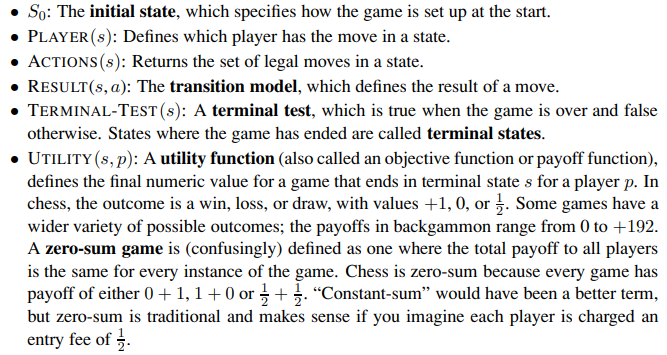 • S₀: The initial state, which specifies how the game is set up at the start.
• PLAYER(s): Defines which player has the move in a state.
• ACTIONS(s): Returns the set of legal moves in a state.
• RESULT(s, a): The transition model, which defines the result of a move.
• TERMINAL-TEST(s): A terminal test, which is true when the game is over and false
otherwise. States where the game has ended are called terminal states.
• UTILITY(s, p): A utility function (also called an objective function or payoff function),
defines the final numeric value for a game that ends in terminal state s for a player p. In
chess, the outcome is a win, loss, or draw, with values +1, 0, or ½. Some games have a
wider variety of possible outcomes; the payoffs in backgammon range from 0 to +192.
A zero-sum game is (confusingly) defined as one where the total payoff to all players
is the same for every instance of the game. Chess is zero-sum because every game has
payoff of either 0 + 1, 1 + 0 or ½ + ½. “Constant-sum” would have been a better term,
but zero-sum is traditional and makes sense if you imagine each player is charged an
entry fee of ½.